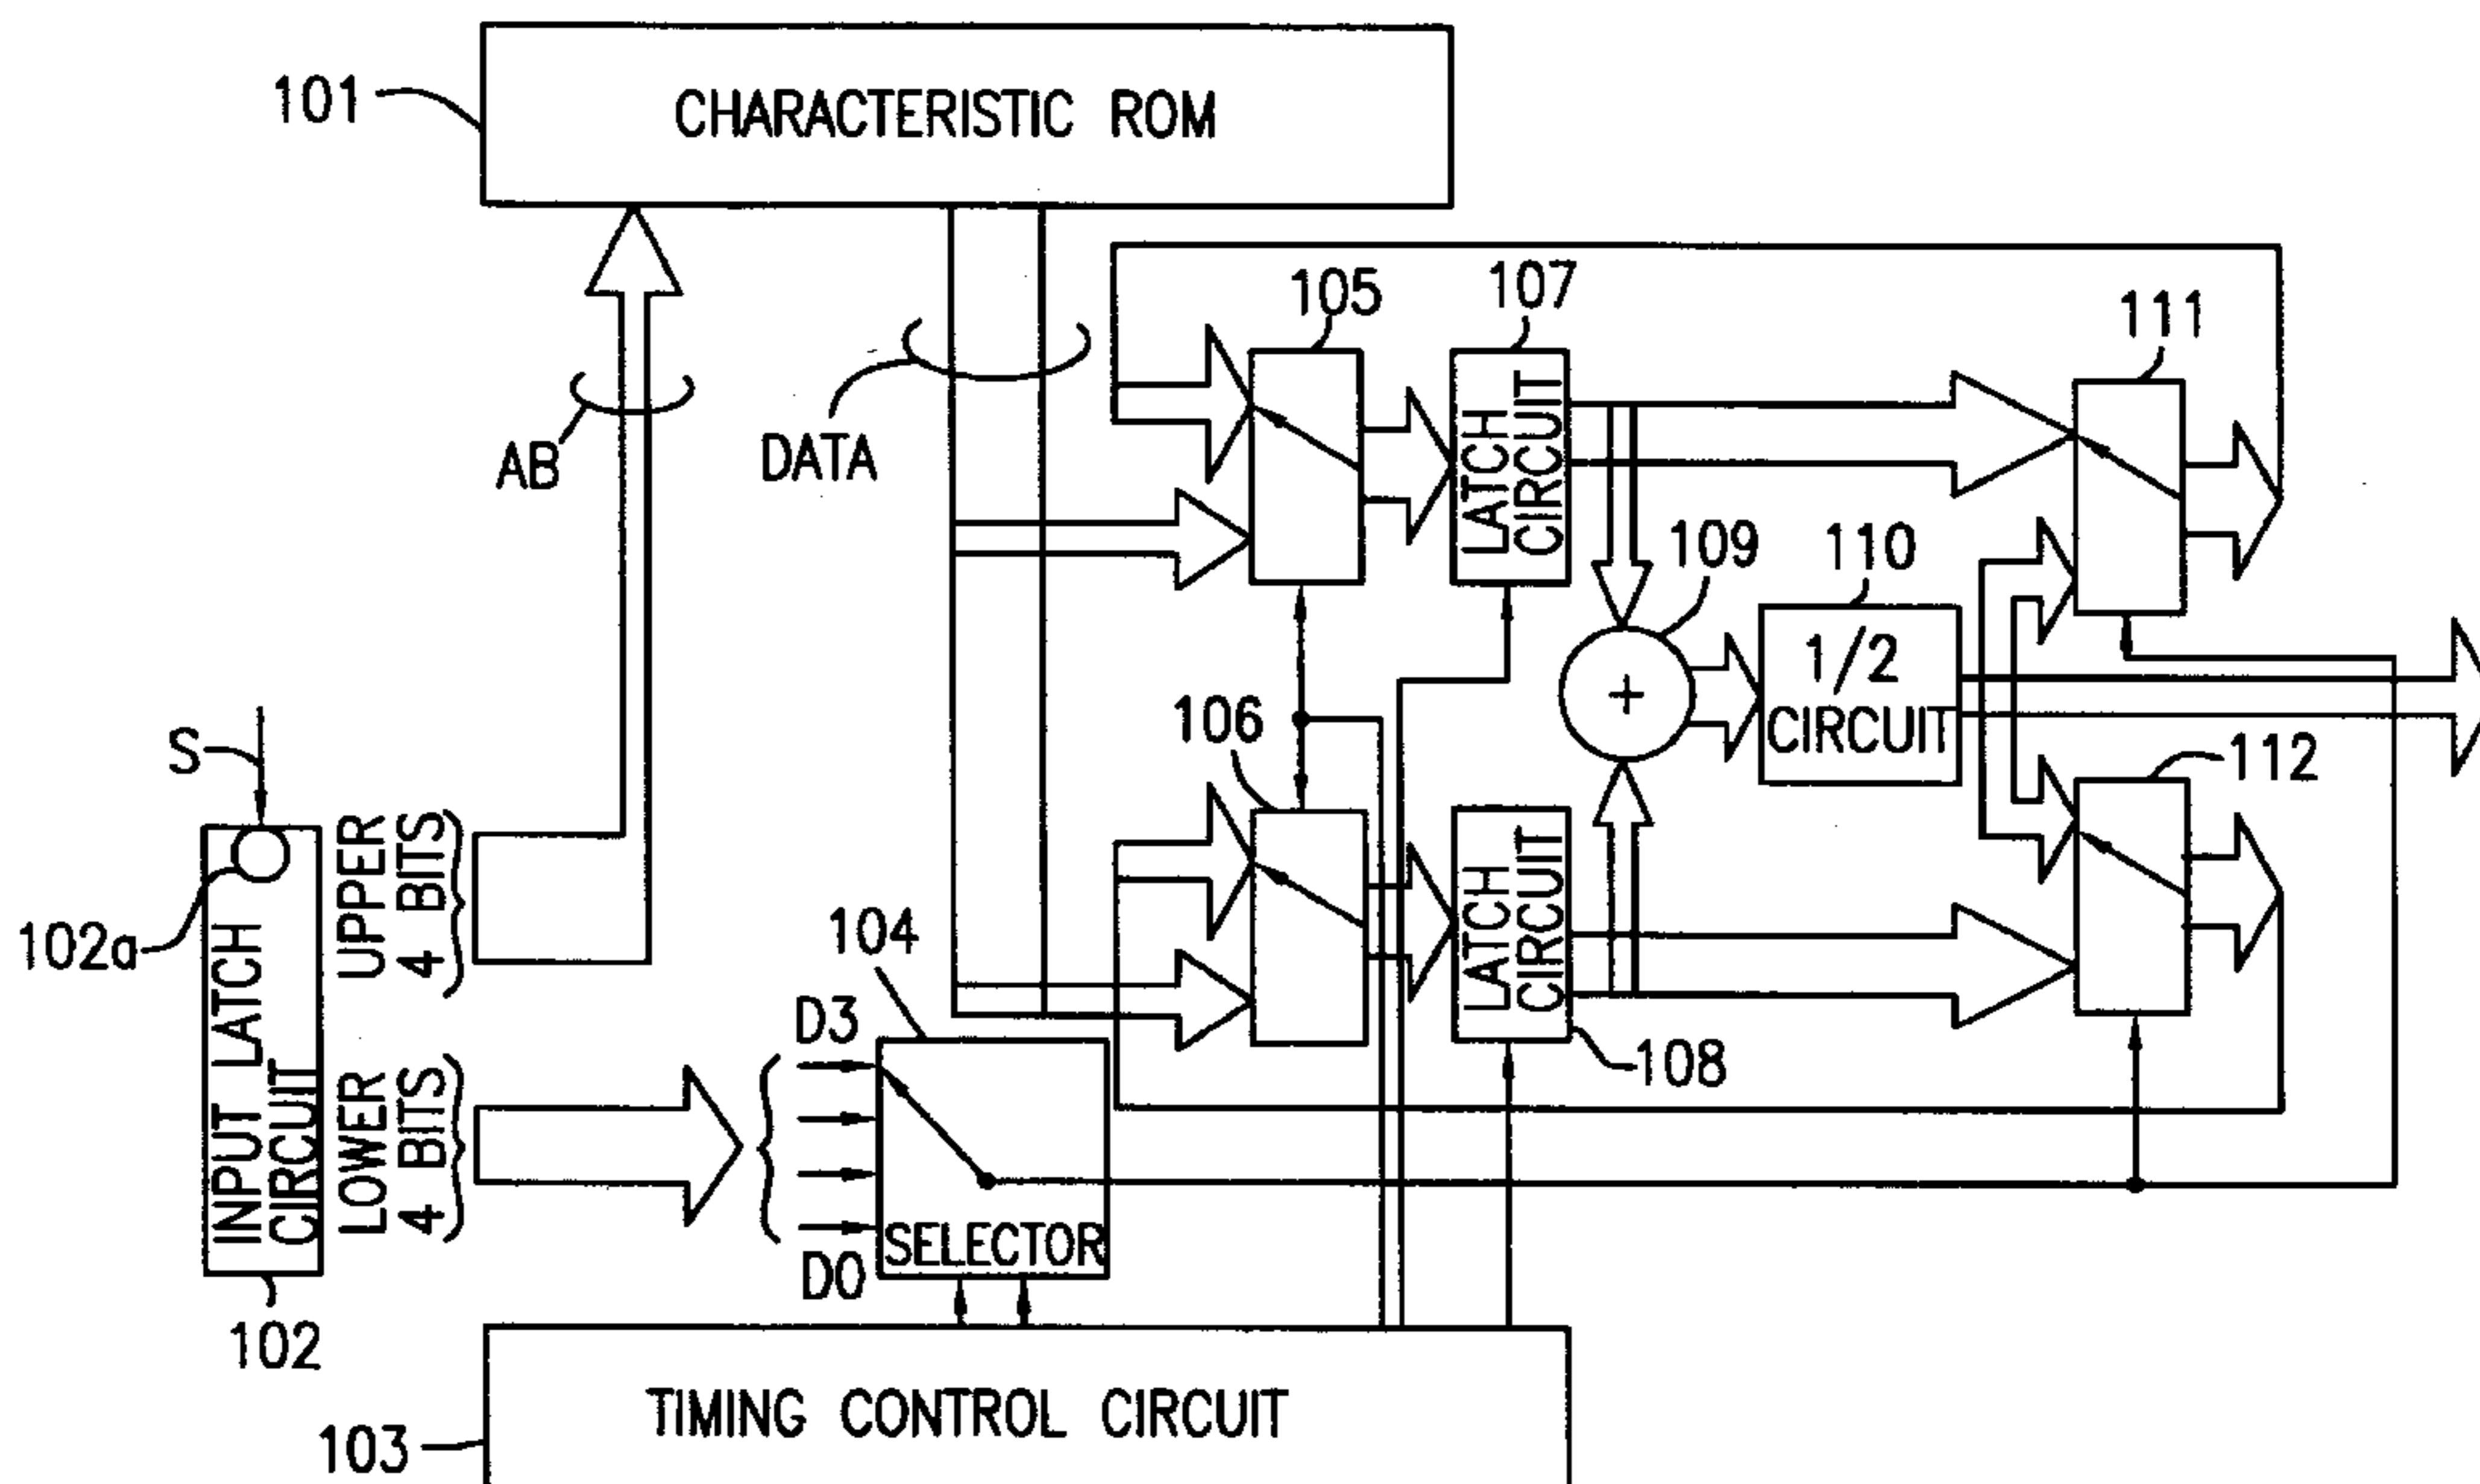 101
CHARACTERISTIC ROM
105
107
111
AB
DATA
LATCH
CIRCUIT
109
110
1/2
CIRCUIT
106
112
S
102a
INPUT LATCH
CIRCUIT
UPPER
4 BITS
LOWER
4 BITS
104
D3
D0
SELECTOR
LATCH
CIRCUIT
108
102
103
TIMING CONTROL CIRCUIT
+